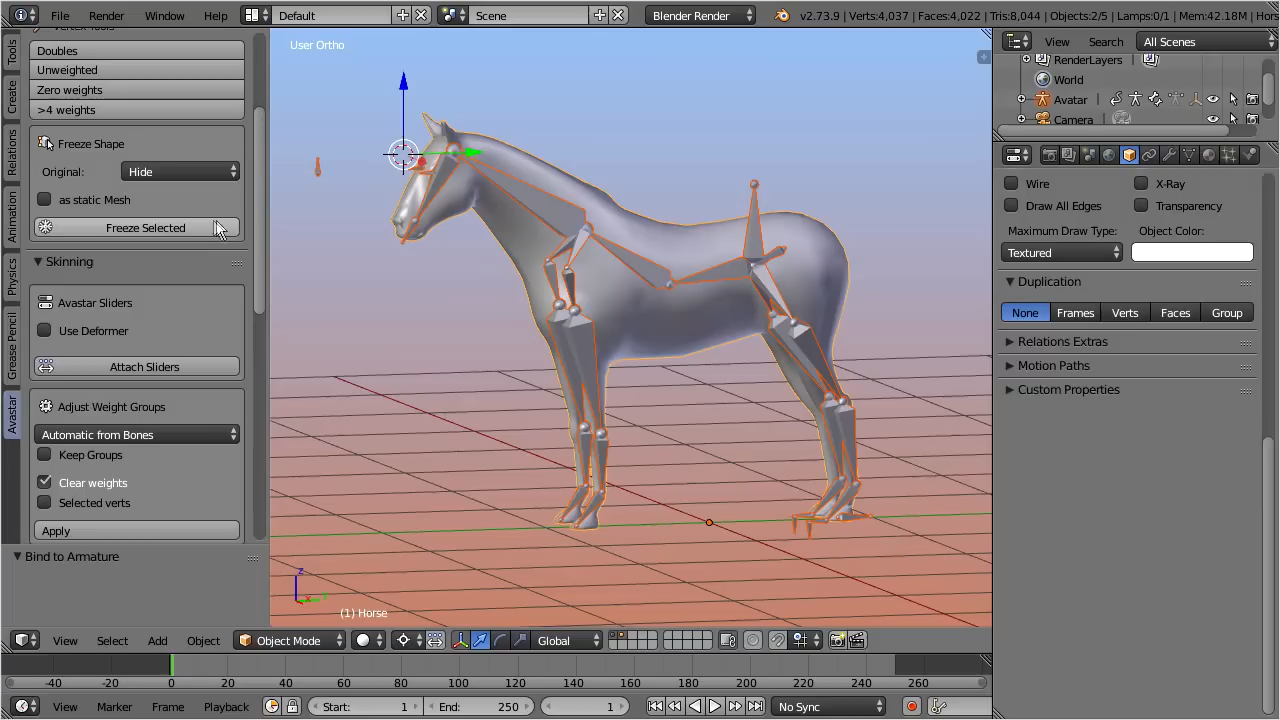 File Render Window Help Default Scene Blender Render v2.73.9 | Verts:4,037 | Faces:4,022 | Tris:8,044 | Objects:2/5 | Lamps:0/1 | Mem:42.18M | Hors
Tools
Create
Relations
Animation
Physics
Grease Pencil
Avastar
Doubles
Unweighted
Zero weights
>4 weights
Freeze Shape
Original: Hide
as static Mesh
Freeze Selected
Skinning
Avastar Sliders
Use Deformer
Attach Sliders
Adjust Weight Groups
Automatic from Bones
Keep Groups
Clear weights
Selected verts
Apply
Bind to Armature
User Ortho
z
(1) Horse
View Search All Scenes
RenderLayers
World
Avatar
Camera
Wire X-Ray
Draw All Edges Transparency
Maximum Draw Type: Object Color:
Textured
Duplication
None Frames Verts Faces Group
Relations Extras
Motion Paths
Custom Properties
View Select Add Object Object Mode Global
-40 -20 0 20 40 60 80 100 120 140 160 180 200 220 240 260
View Marker Frame Playback Start: 1 End: 250 1 No Sync